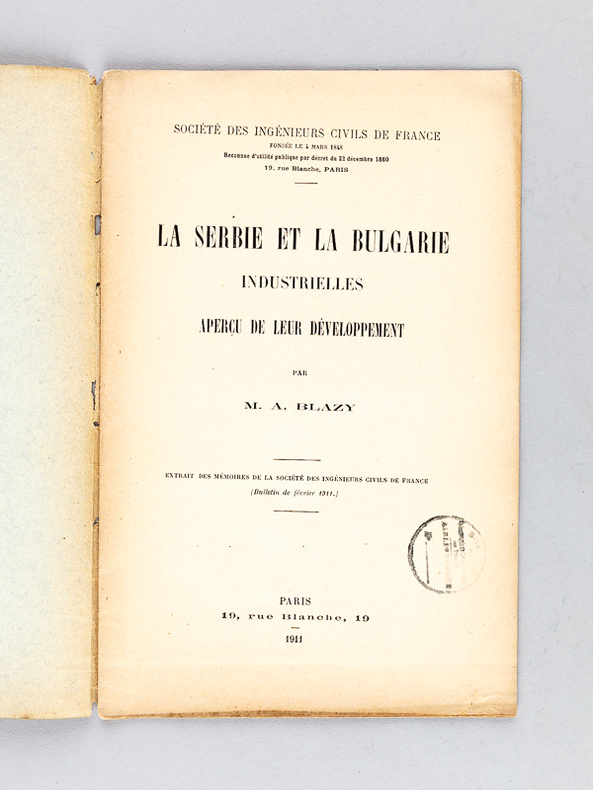 SOCIÉTÉ DES INGÉNIEURS CIVILS DE FRANCE
FONDÉE LE 4 MARS 1848
Reconnue d'utilité publique par décret du 22 décembre 1860
19, rue Blanche, PARIS
LA SERBIE ET LA BULGARIE
INDUSTRIELLES
APERÇU DE LEUR DÉVELOPPEMENT
PAR
M. A. BLAZY
EXTRAIT DES MÉMOIRES DE LA SOCIÉTÉ DES INGÉNIEURS CIVILS DE FRANCE
(Bulletin de février 1911.)
PARIS
19, rue Blanche, 19
1911